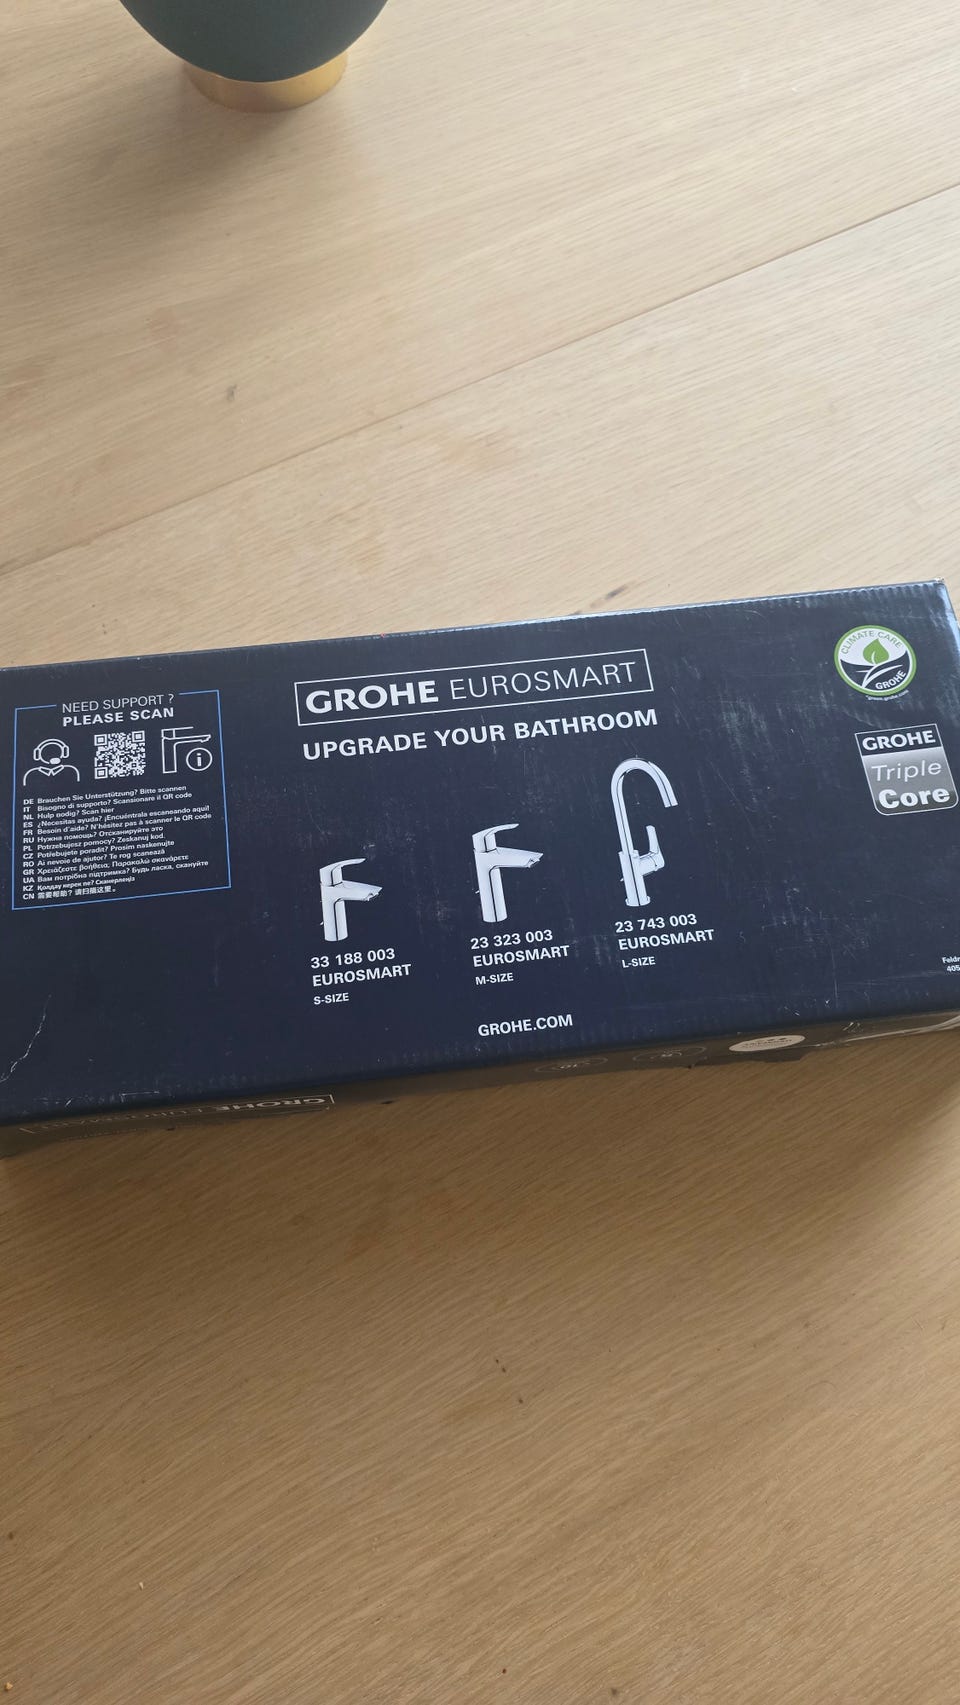 NEED SUPPORT ?
PLEASE SCAN
DE Brauchen Sie Unterstützung? Bitte scannen
IT Bisogno di supporto? Scansionare il QR code
NL Hulp nodig? Scan hier
ES ¿Necesitas ayuda? ¡Encuéntrala escaneando aquí!
FR Besoin d'aide? N'hésitez pas à scanner le QR code
RU Нужна помощь? Отсканируйте это
PL Potrzebujesz pomocy? Zeskanuj kod.
CZ Potřebujete poradit? Prosím naskenujte
RO Ai nevoie de ajutor? Te rog scanează
GR Χρειάζεστε βοήθεια; Παρακαλώ σκανάρετε
UA Вам потрібна підтримка? Будь ласка, скануйте
KZ Қолдау керек пе? Сканерлеңіз
CN 需要帮助？请扫描这里。
GROHE EUROSMART
UPGRADE YOUR BATHROOM
33 188 003
EUROSMART
S-SIZE
23 323 003
EUROSMART
M-SIZE
23 743 003
EUROSMART
L-SIZE
GROHE.COM
CLIMATE CARE
GROHE
GROHE
Triple
Core
405
GROHE EUROSMART